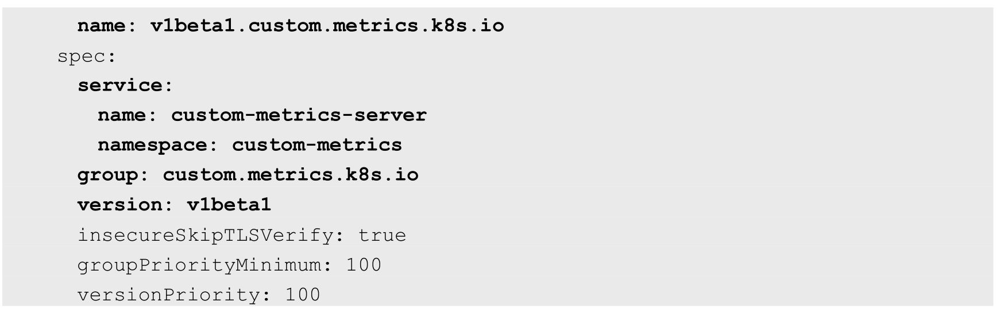 name: v1beta1.custom.metrics.k8s.io
spec:
service:
name: custom-metrics-server
namespace: custom-metrics
group: custom.metrics.k8s.io
version: v1beta1
insecureSkipTLSVerify: true
groupPriorityMinimum: 100
versionPriority: 100